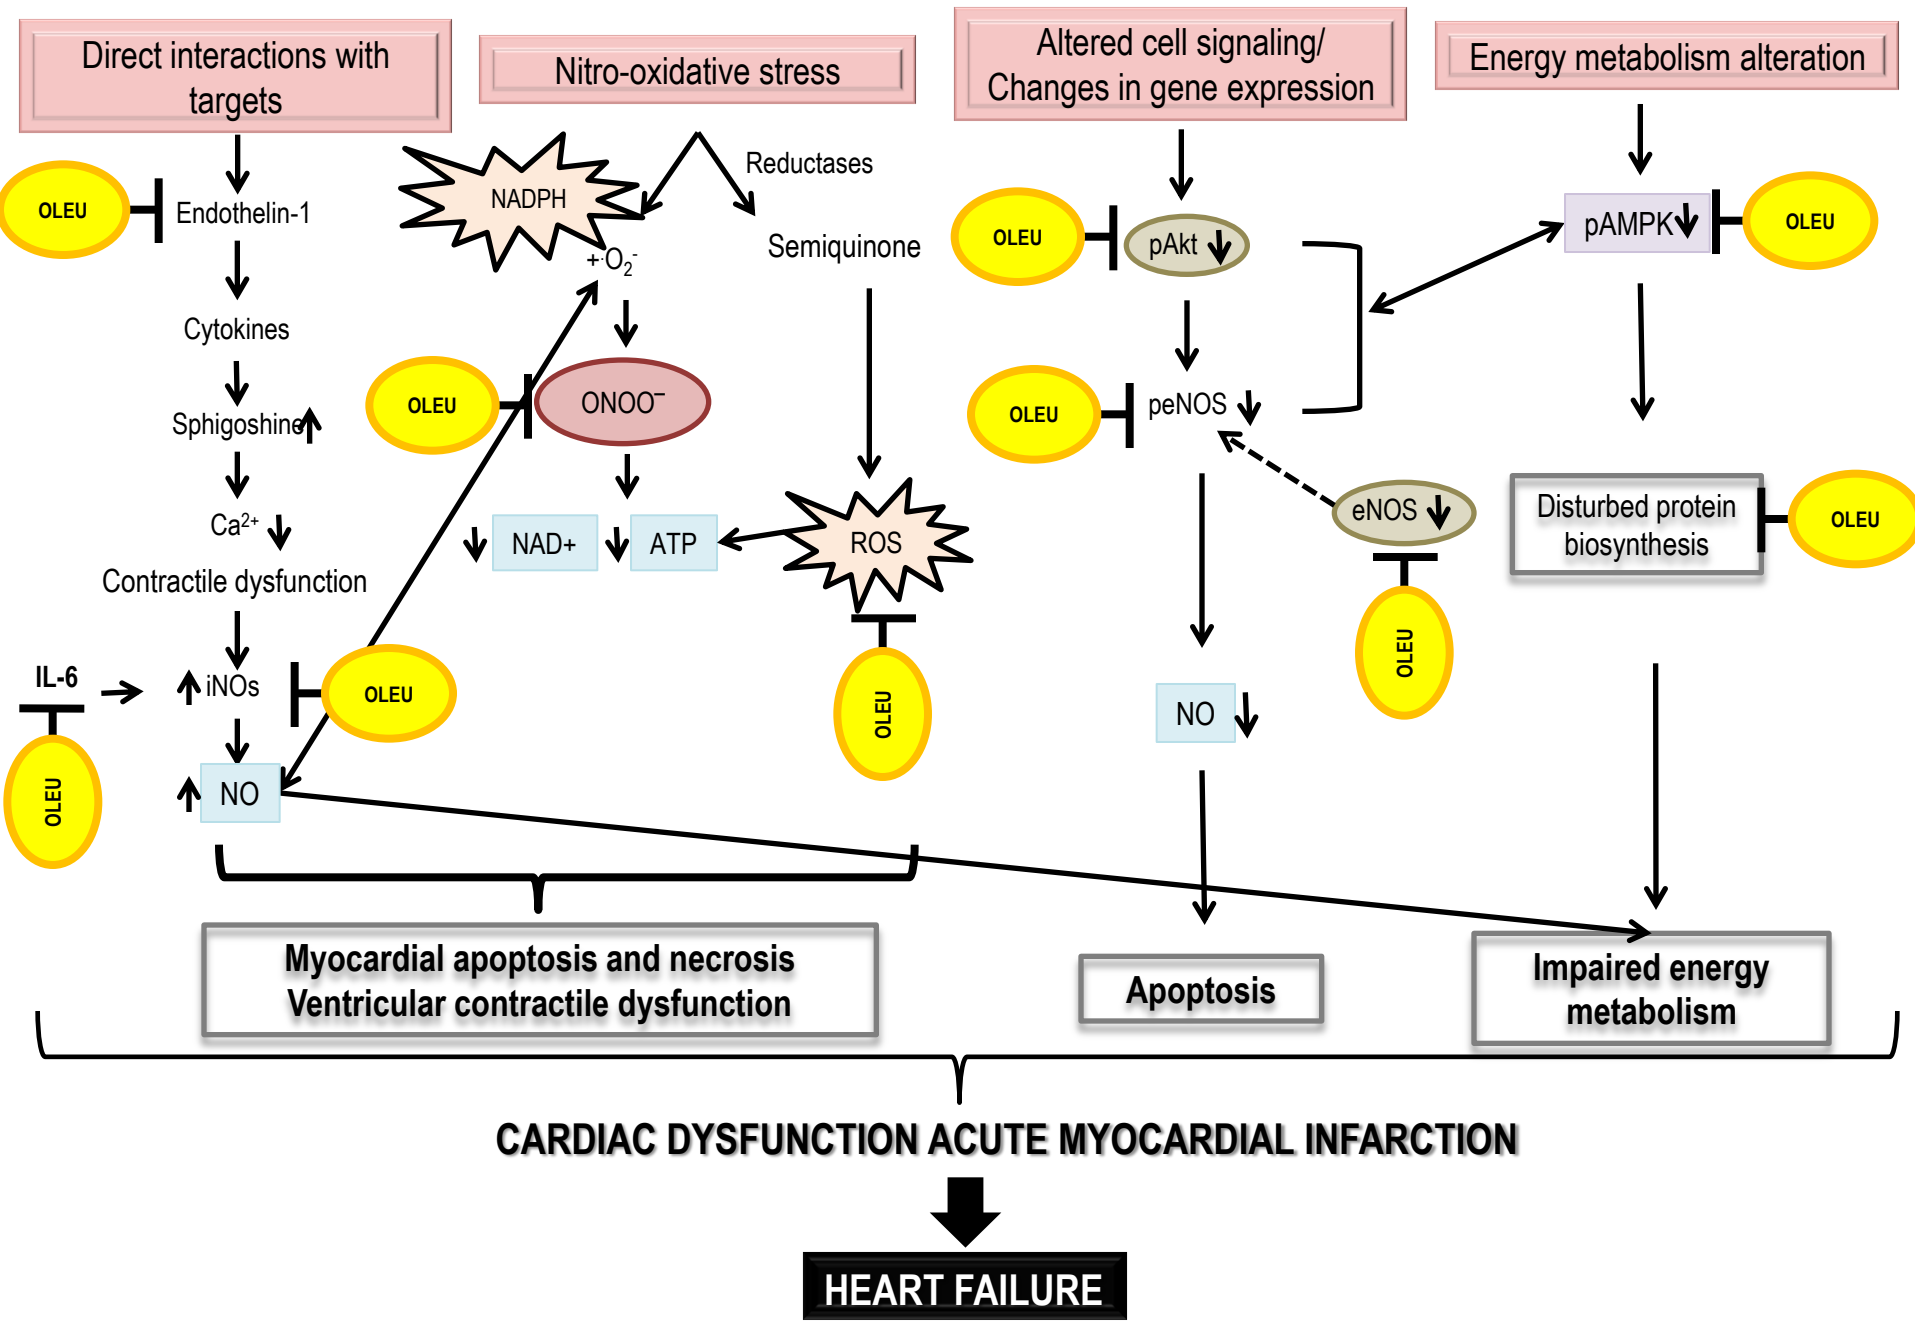 Direct interactions with
targets
Nitro-oxidative stress
Altered cell signaling/
Changes in gene expression
Energy metabolism alteration
OLEU
Endothelin-1
Cytokines
Sphigoshine
Ca2+
Contractile dysfunction
IL-6
iNOs
OLEU
OLEU
NO
NADPH
Reductases
+·O2-
Semiquinone
OLEU
ONOO–
NAD+
ATP
ROS
OLEU
OLEU
pAkt
OLEU
peNOS
eNOS
OLEU
NO
pAMPK
OLEU
Disturbed protein
biosynthesis
OLEU
Myocardial apoptosis and necrosis
Ventricular contractile dysfunction
Apoptosis
Impaired energy
metabolism
CARDIAC DYSFUNCTION ACUTE MYOCARDIAL INFARCTION
HEART FAILURE